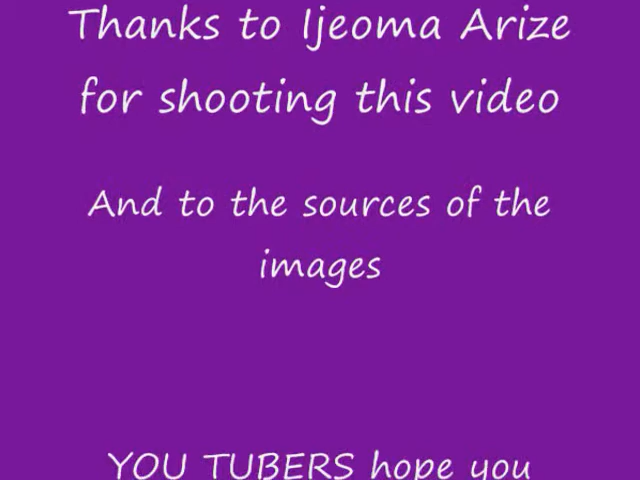 Thanks to Ijeoma Arize
for shooting this video
And to the sources of the
images
YOU TUBERS hope you